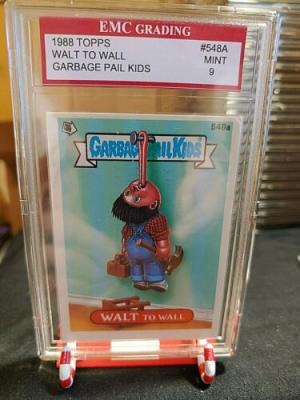 EMC GRADING
1988 TOPPS
#548A
WALT TO WALL
MINT
GARBAGE PAIL KIDS
9
548a
GARBAGE PAIL KIDS
WALT TO WALL